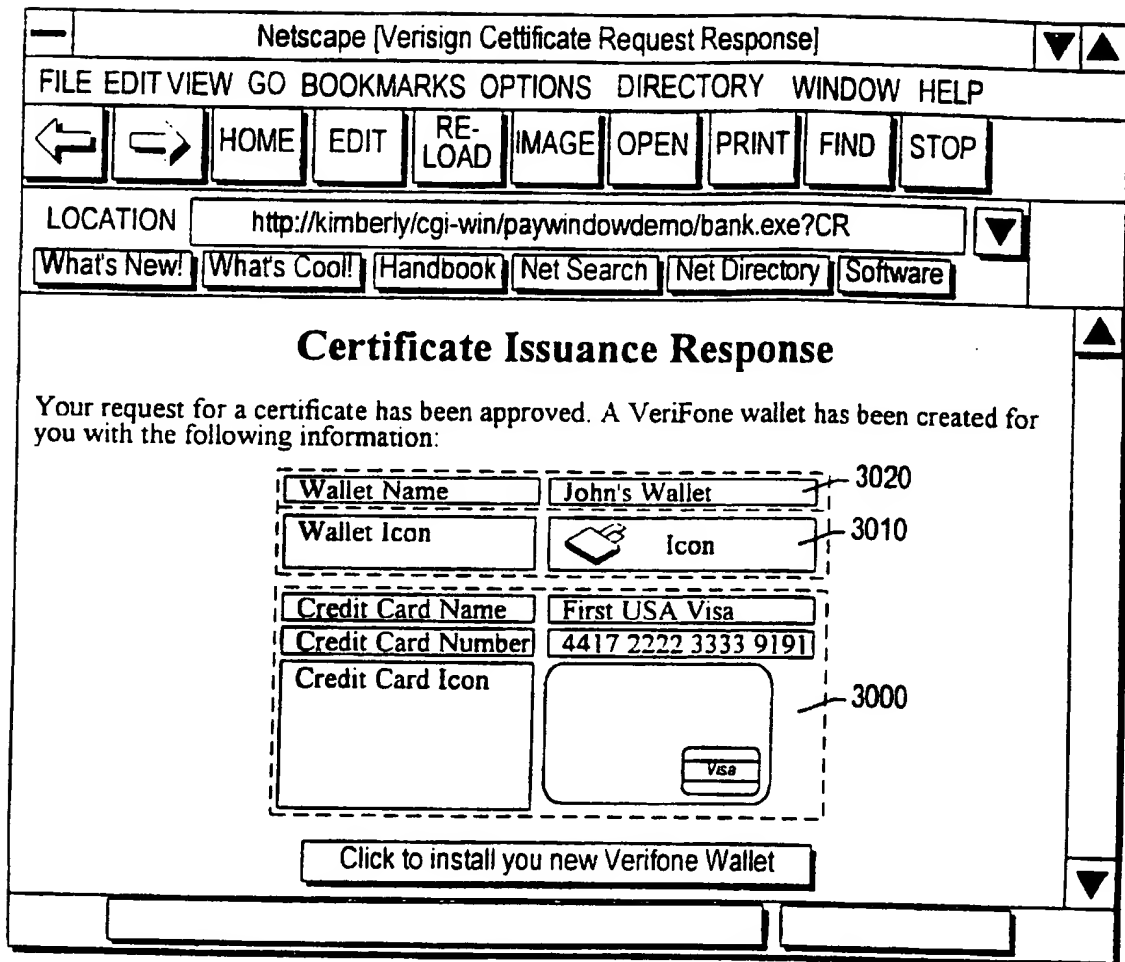 Netscape [Verisign Cettificate Request Response]
FILE EDIT VIEW GO BOOKMARKS OPTIONS DIRECTORY WINDOW HELP
HOME EDIT RE-LOAD IMAGE OPEN PRINT FIND STOP
LOCATION http://kimberly/cgi-win/paywindowdemo/bank.exe?CR
What's New! What's Cool! Handbook Net Search Net Directory Software
Certificate Issuance Response
Your request for a certificate has been approved. A VeriFone wallet has been created for
you with the following information:
Wallet Name John's Wallet 3020
Wallet Icon Icon 3010
Credit Card Name First USA Visa
Credit Card Number 4417 2222 3333 9191
Credit Card Icon 3000
Visa
Click to install you new Verifone Wallet